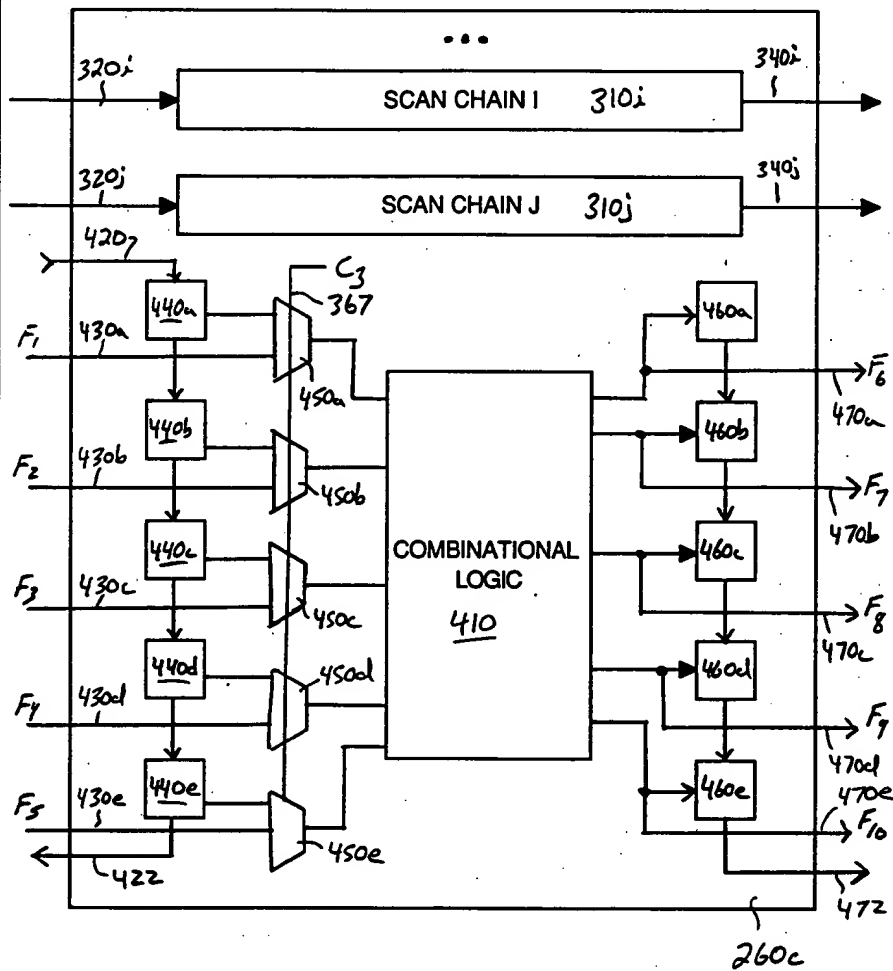 ...
320i
SCAN CHAIN I 310i
340i
320j
SCAN CHAIN J 310j
340j
420
C3
367
440a
460a
F1
430a
450a
F6
470a
440b
460b
F2
430b
450b
F7
470b
440c
COMBINATIONAL
LOGIC
410
460c
F3
430c
450c
F8
470c
440d
450d
460d
F4
430d
F9
470d
440e
460e
470e
F5
430e
450e
F10
422
472
260c